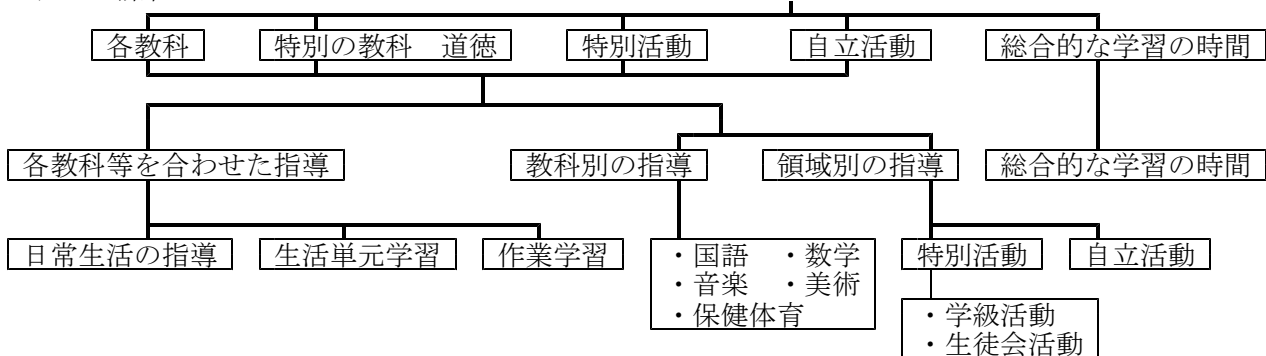 各教科 特別の教科 道徳 特別活動 自立活動 総合的な学習の時間
各教科等を合わせた指導 教科別の指導 領域別の指導 総合的な学習の時間
日常生活の指導 生活単元学習 作業学習 ・国語 ・数学 特別活動 自立活動
・音楽 ・美術
・保健体育
・学級活動
・生徒会活動